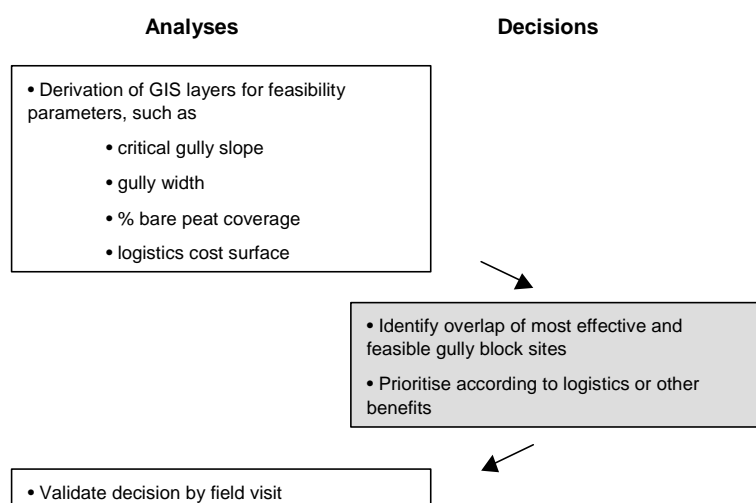 Analyses
Decisions
• Derivation of GIS layers for feasibility
parameters, such as
• critical gully slope
• gully width
• % bare peat coverage
• logistics cost surface
• Identify overlap of most effective and
feasible gully block sites
• Prioritise according to logistics or other
benefits
• Validate decision by field visit